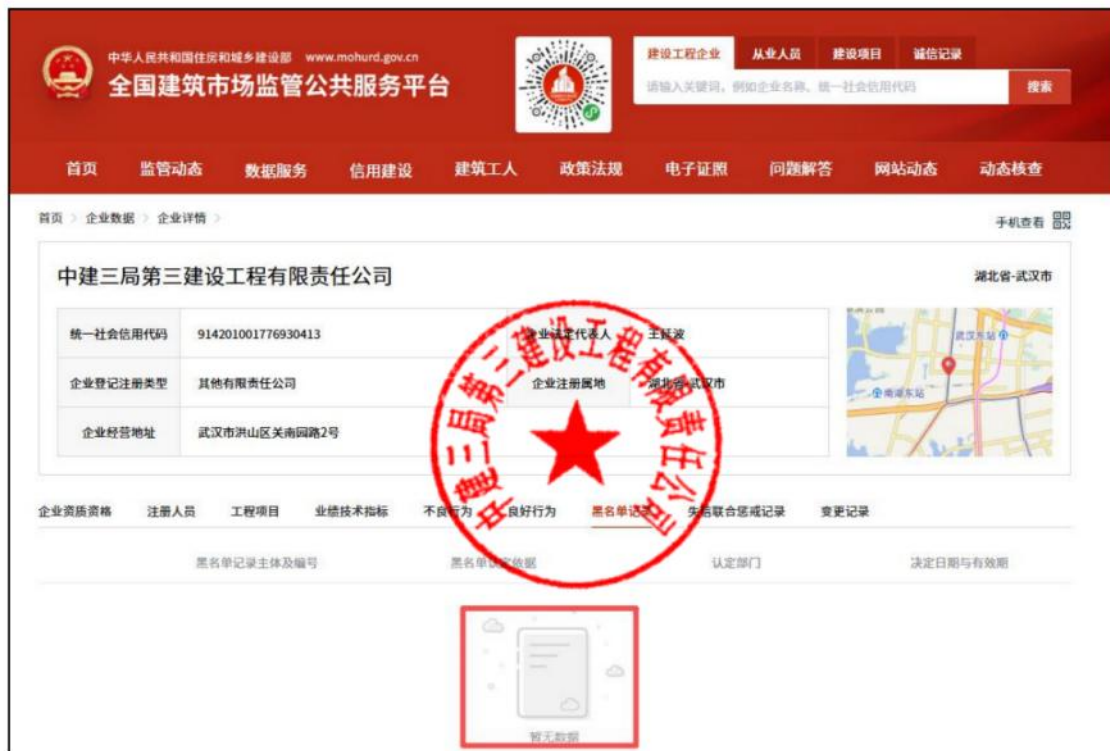 中华人民共和国住房和城乡建设部 www.mohurd.gov.cn
全国建筑市场监管公共服务平台
建设工程企业 从业人员 建设项目 诚信记录
请输入关键词，例如企业名称、统一社会信用代码 搜索
首页 监管动态 数据服务 信用建设 建筑工人 政策法规 电子证照 问题解答 网站动态 动态核查
首页 > 企业数据 > 企业详情 >
手机查看
中建三局第三建设工程有限责任公司
湖北省-武汉市
统一社会信用代码 914201001776930413 企业法定代表人 王延波
企业登记注册类型 其他有限责任公司 企业注册属地 湖北省-武汉市
企业经营地址 武汉市洪山区关南园路2号
武汉东站
南湖东站
中建三局第三建设工程有限责任公司
企业资质资格 注册人员 工程项目 业绩技术指标 不良行为 良好行为 黑名单记录 失信联合惩戒记录 变更记录
黑名单记录主体及编号 黑名单认定依据 认定部门 决定日期与有效期
暂无数据